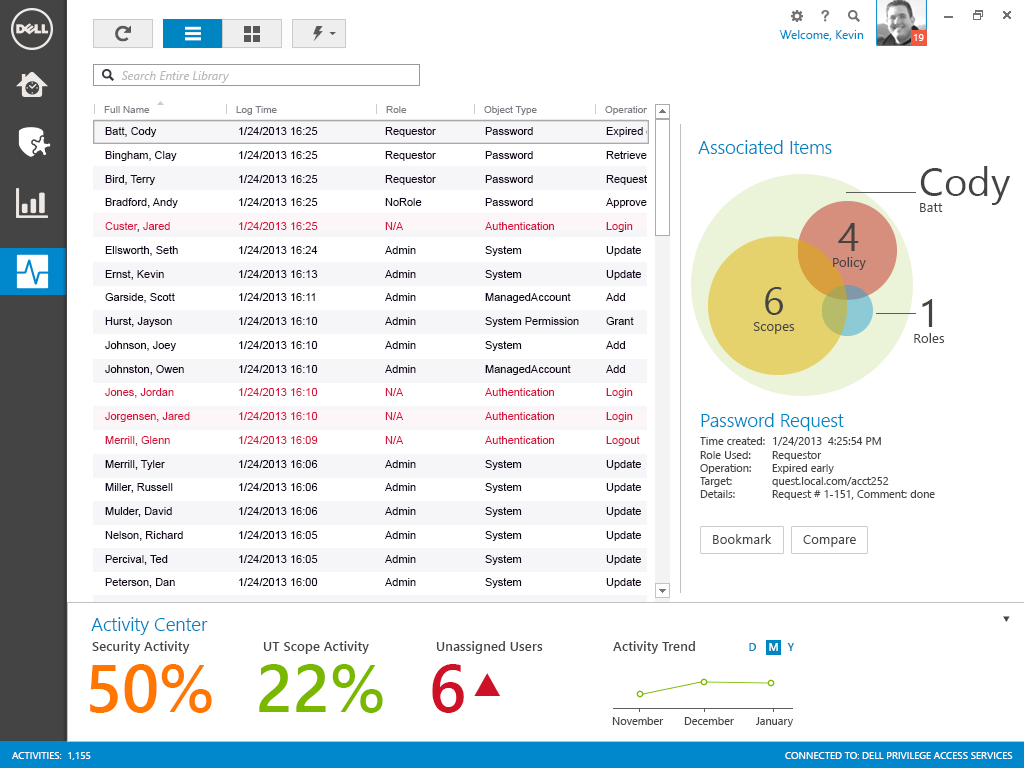 DELL
?
Welcome, Kevin
19
Search Entire Library
Full Name Log Time Role Object Type Operation
Batt, Cody 1/24/2013 16:25 Requestor Password Expired
Bingham, Clay 1/24/2013 16:25 Requestor Password Retrieve
Bird, Terry 1/24/2013 16:25 Requestor Password Request
Bradford, Andy 1/24/2013 16:25 NoRole Password Approve
Custer, Jared 1/24/2013 16:25 N/A Authentication Login
Ellsworth, Seth 1/24/2013 16:24 Admin System Update
Ernst, Kevin 1/24/2013 16:13 Admin System Update
Garside, Scott 1/24/2013 16:11 Admin ManagedAccount Add
Hurst, Jayson 1/24/2013 16:10 Admin System Permission Grant
Johnson, Joey 1/24/2013 16:10 Admin System Add
Johnston, Owen 1/24/2013 16:10 Admin ManagedAccount Add
Jones, Jordan 1/24/2013 16:10 N/A Authentication Login
Jorgensen, Jared 1/24/2013 16:10 N/A Authentication Login
Merrill, Glenn 1/24/2013 16:09 N/A Authentication Logout
Merrill, Tyler 1/24/2013 16:06 Admin System Update
Miller, Russell 1/24/2013 16:06 Admin System Update
Mulder, David 1/24/2013 16:06 Admin System Update
Nelson, Richard 1/24/2013 16:05 Admin System Update
Percival, Ted 1/24/2013 16:05 Admin System Update
Peterson, Dan 1/24/2013 16:00 Admin System Update
Associated Items
Cody
Batt
4
Policy
6
Scopes
1
Roles
Password Request
Time created: 1/24/2013 4:25:54 PM
Role Used: Requestor
Operation: Expired early
Target: quest.local.com/acct252
Details: Request # 1-151, Comment: done
Bookmark Compare
Activity Center
Security Activity UT Scope Activity Unassigned Users Activity Trend D M Y
50% 22% 6
November December January
ACTIVITIES: 1,155 CONNECTED TO: DELL PRIVILEGE ACCESS SERVICES